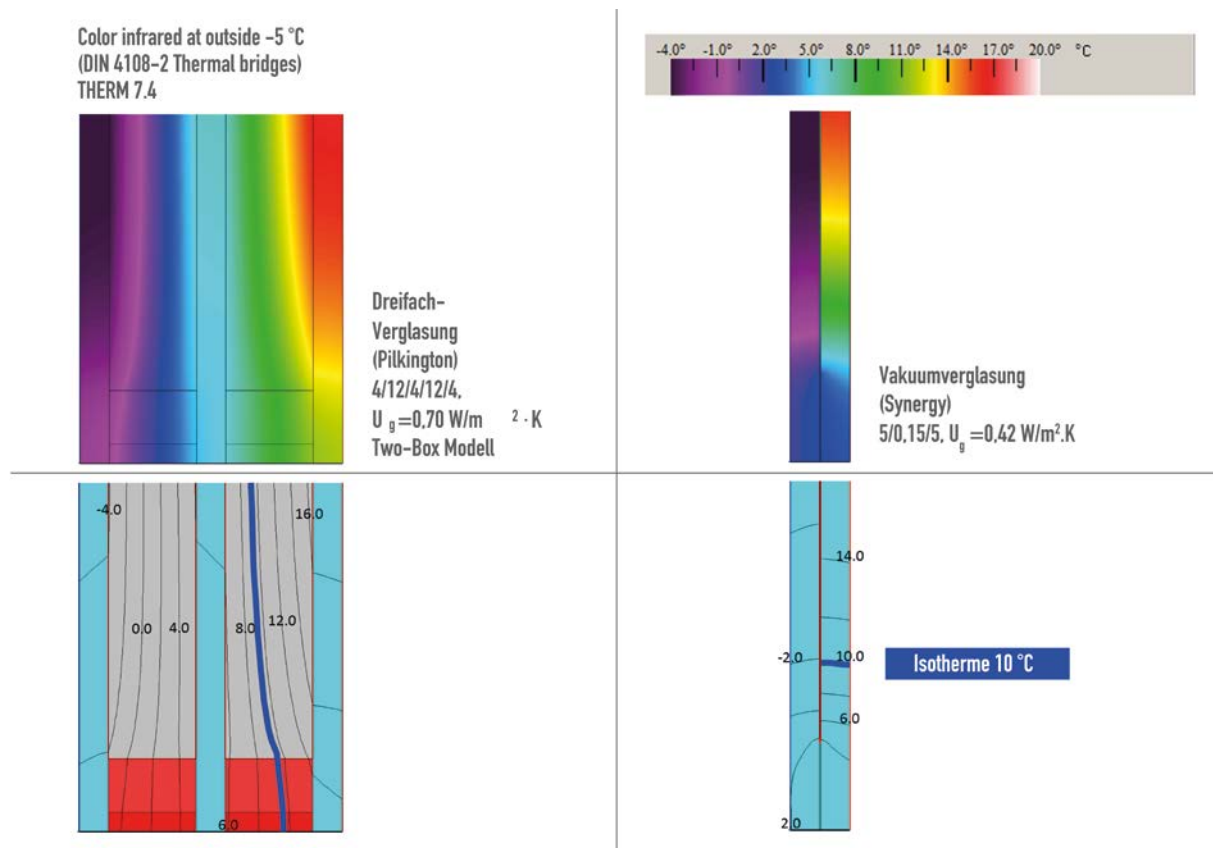 Color infrared at outside -5 °C
(DIN 4108-2 Thermal bridges)
THERM 7.4
-4.0° -1.0° 2.0° 5.0° 8.0° 11.0° 14.0° 17.0° 20.0° °C
Dreifach-
Verglasung
(Pilkington)
4/12/4/12/4,
U g =0,70 W/m 2 · K
Two-Box Modell
Vakuumverglasung
(Synergy)
5/0,15/5, Ug =0,42 W/m².K
-4.0
16.0
0.0
4.0
8.0
12.0
6.0
14.0
-2.0
10.0
6.0
2.0
Isotherme 10 °C